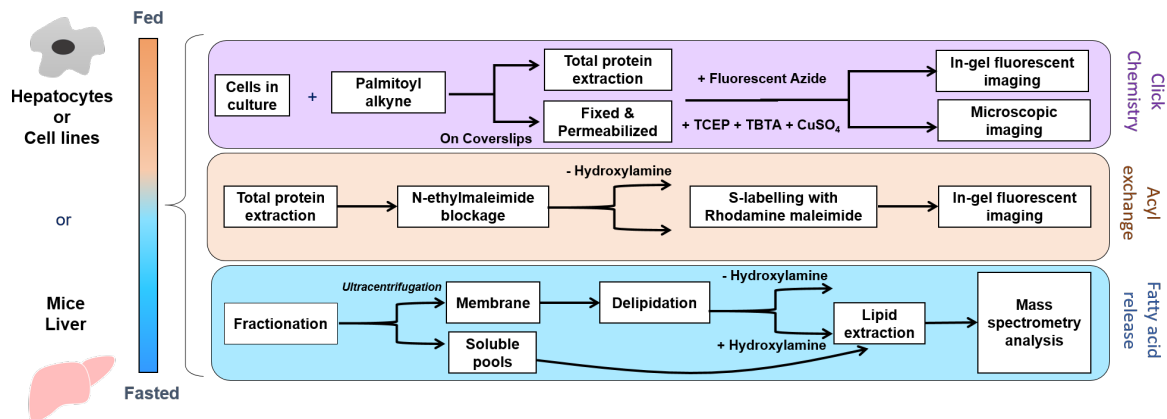 Fed
Hepatocytes
or
Cell lines
or
Mice
Liver
Fasted
Cells in
culture
+
Palmitoyl
alkyne
On Coverslips
Total protein
extraction
Fixed &
Permeabilized
+ Fluorescent Azide
+ TCEP + TBTA + CuSO₄
In-gel fluorescent
imaging
Microscopic
imaging
Click
Chemistry
Total protein
extraction
N-ethylmaleimide
blockage
- Hydroxylamine
S-labelling with
Rhodamine maleimide
In-gel fluorescent
imaging
Acyl
exchange
Fractionation
Ultracentrifugation
Membrane
Soluble
pools
Delipidation
- Hydroxylamine
+ Hydroxylamine
Lipid
extraction
Mass
spectrometry
analysis
Fatty acid
release